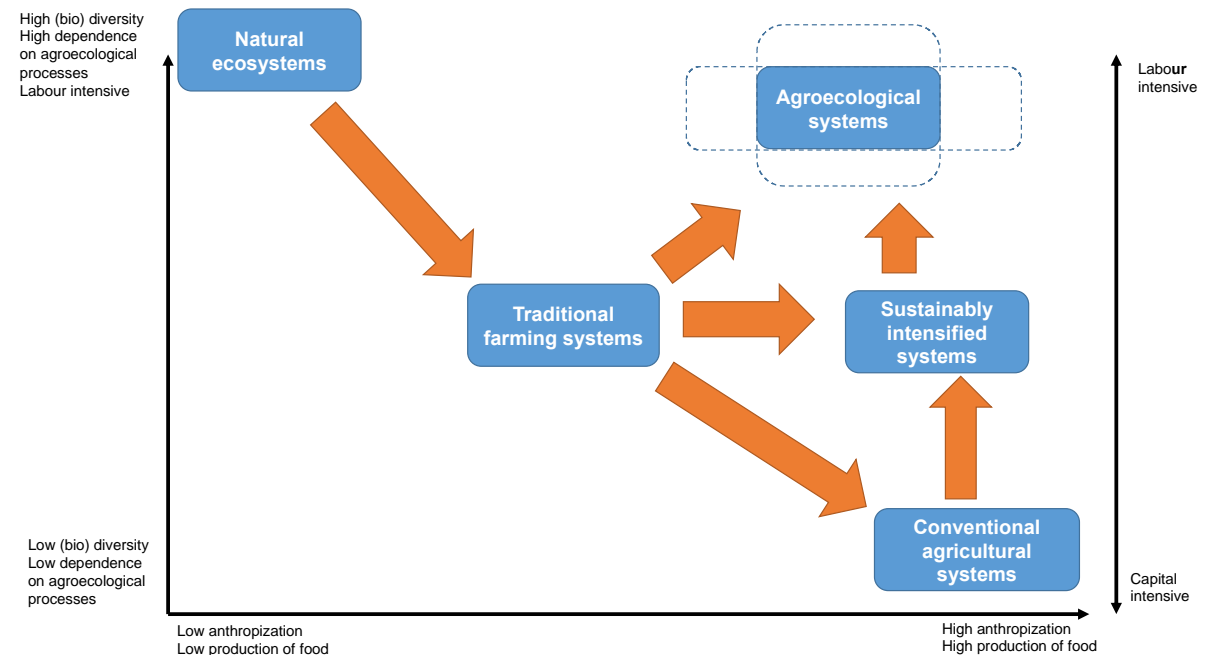 High (bio) diversity
High dependence
on agroecological
processes
Labour intensive
Natural
ecosystems
Agroecological
systems
Labour
intensive
Traditional
farming systems
Sustainably
intensified
systems
Conventional
agricultural
systems
Low (bio) diversity
Low dependence
on agroecological
processes
Capital
intensive
Low anthropization
Low production of food
High anthropization
High production of food